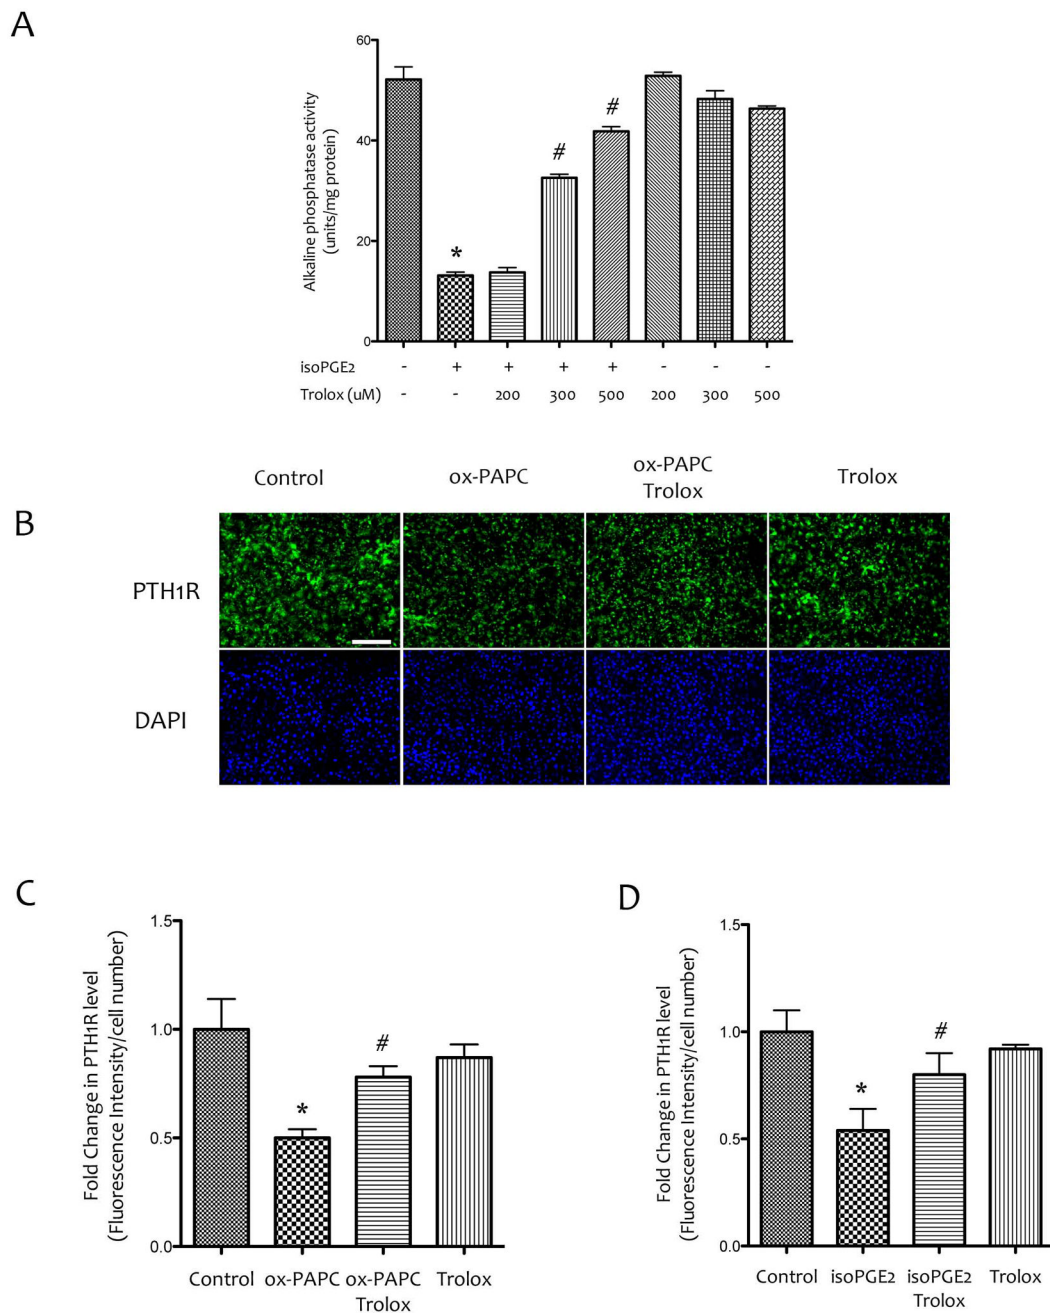 A
60
40
20
0
Alkaline phosphatase activity
(units/mg protein)
*
#
#
isoPGE2 - + + + + - - -
Trolox (uM) - - 200 300 500 200 300 500
B
Control
ox-PAPC
ox-PAPC
Trolox
Trolox
PTH1R
DAPI
C
1.5
1.0
0.5
0.0
Fold Change in PTH1R level
(Fluorescence Intensity/cell number)
*
#
Control ox-PAPC ox-PAPC Trolox
Trolox
D
1.5
1.0
0.5
0.0
Fold Change in PTH1R level
(Fluorescence Intensity/cell number)
*
#
Control isoPGE2 isoPGE2 Trolox
Trolox